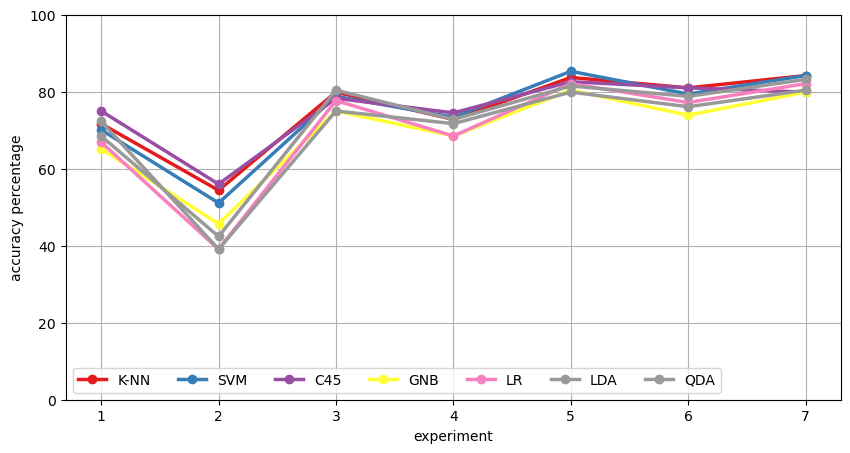 accuracy percentage
100
80
60
40
20
0
K-NN SVM C45 GNB LR LDA QDA
1 2 3 4 5 6 7
experiment